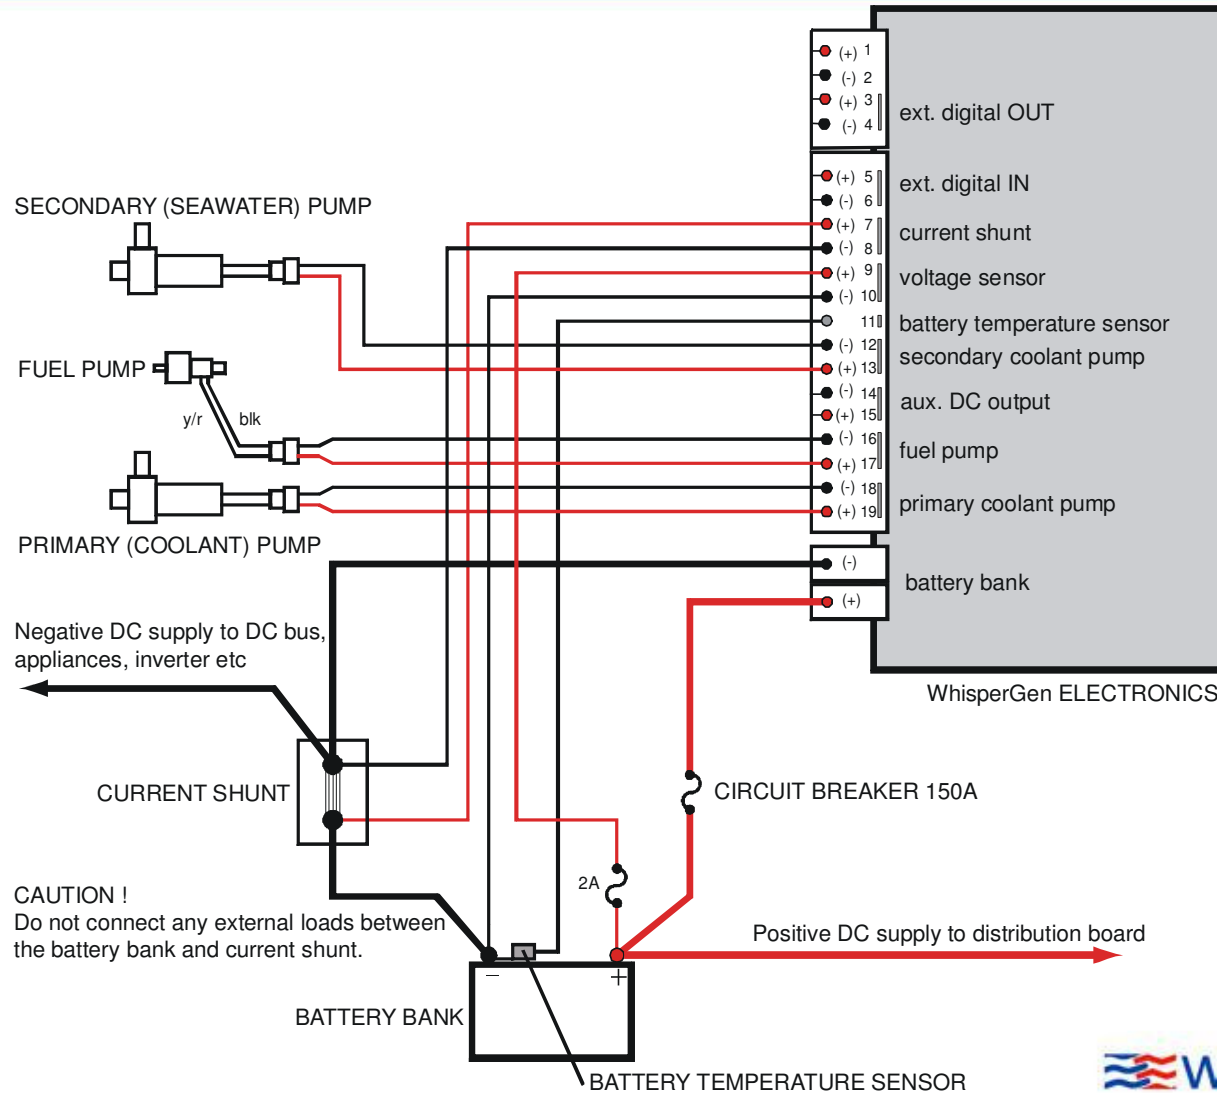 (+) 1
(-) 2
(+) 3
(-) 4
ext. digital OUT
(+) 5
(-) 6
ext. digital IN
(+) 7
(-) 8
current shunt
(+) 9
(-) 10
voltage sensor
11
battery temperature sensor
(-) 12
(+) 13
secondary coolant pump
(-) 14
(+) 15
aux. DC output
(-) 16
(+) 17
fuel pump
(-) 18
(+) 19
primary coolant pump
(-)
(+)
battery bank
WhisperGen ELECTRONICS
SECONDARY (SEAWATER) PUMP
FUEL PUMP
y/r
blk
PRIMARY (COOLANT) PUMP
Negative DC supply to DC bus,
appliances, inverter etc
CURRENT SHUNT
CIRCUIT BREAKER 150A
2A
CAUTION !
Do not connect any external loads between
the battery bank and current shunt.
Positive DC supply to distribution board
− +
BATTERY BANK
BATTERY TEMPERATURE SENSOR
W